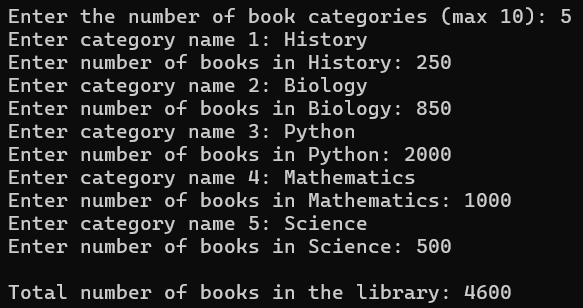 Enter the number of book categories (max 10): 5
Enter category name 1: History
Enter number of books in History: 250
Enter category name 2: Biology
Enter number of books in Biology: 850
Enter category name 3: Python
Enter number of books in Python: 2000
Enter category name 4: Mathematics
Enter number of books in Mathematics: 1000
Enter category name 5: Science
Enter number of books in Science: 500
Total number of books in the library: 4600